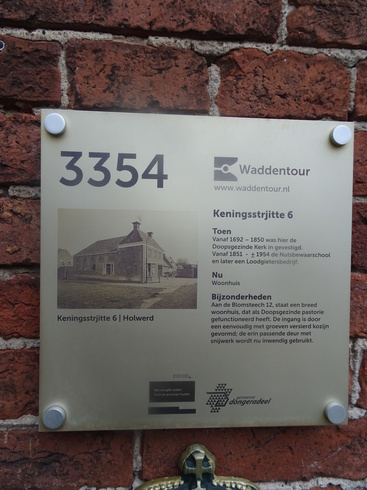 3354
Waddentour
www.waddentour.nl
Keningsstrjitte 6
Toen
Vanaf 1692 – 1850 was hier de
Doopsgezinde Kerk in gevestigd.
Vanaf 1851 - ± 1954 de Nutsbewaarschool
en later een Loodgietersbedrijf.
Nu
Woonhuis
Bijzonderheden
Aan de Blomsteech 12, staat een breed
woonhuis, dat als Doopsgezinde pastorie
gefunctioneerd heeft. De ingang is door
een eenvoudig met groeven versierd kozijn
gevormd; de erin passende deur met
snijwerk wordt nu inwendig gebruikt.
Keningsstrjitte 6 | Holwerd
gemeente
dongeradeel